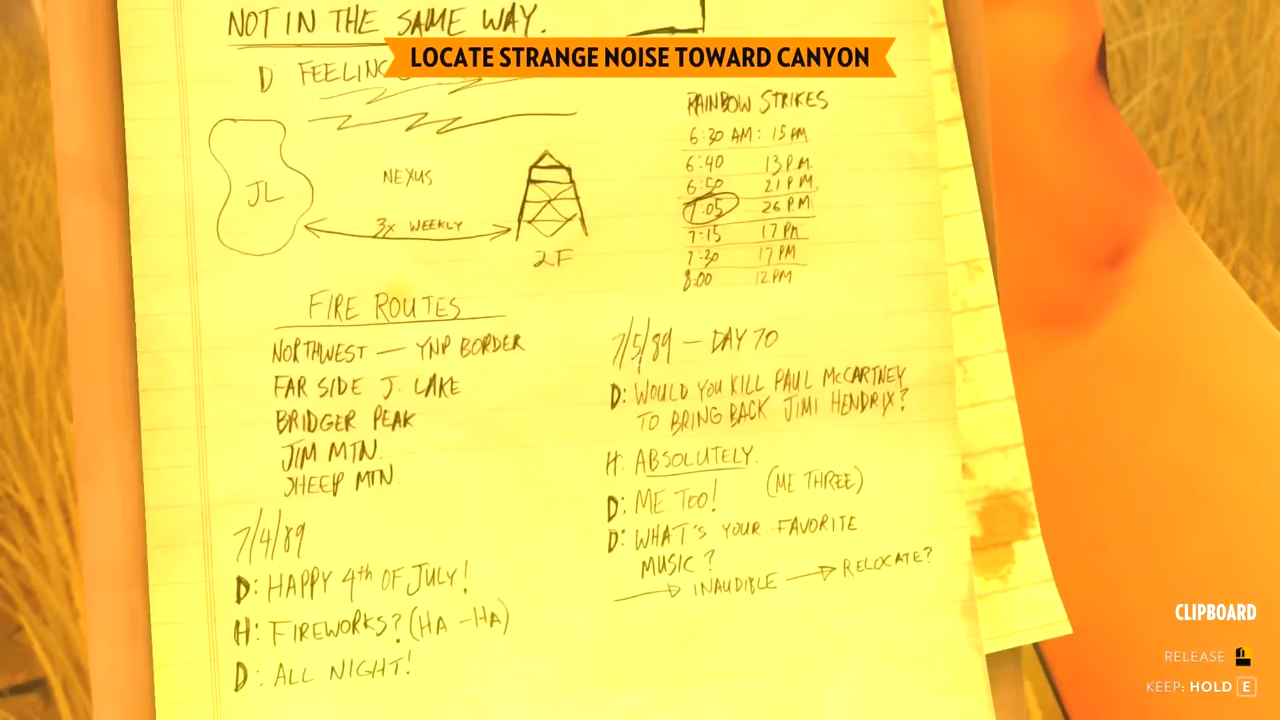 NOT IN THE SAME WAY.
LOCATE STRANGE NOISE TOWARD CANYON
D FEELING
JL
NEXUS
3x WEEKLY
2F
RAINBOW STRIKES
6:30 AM: 15 PM
6:40 13 P.M.
6:50 21 P.M.
7:05 26 P.M.
7:15 17 PM
7:30 17 PM
8:00 12 PM
FIRE ROUTES
NORTHWEST — YNP BORDER
FAR SIDE J. LAKE
BRIDGER PEAK
JIM MTN.
SHEEP MTN.
7/4/89
D: HAPPY 4th OF JULY!
H: FIREWORKS? (HA-HA)
D: ALL NIGHT!
7/5/89 — DAY 70
D: WOULD YOU KILL PAUL McCARTNEY
TO BRING BACK JIMI HENDRIX?
H: ABSOLUTELY.
D: ME TOO! (ME THREE)
D: WHAT'S YOUR FAVORITE
MUSIC?
→ INAUDIBLE → RELOCATE?
CLIPBOARD
RELEASE
KEEP: HOLD E